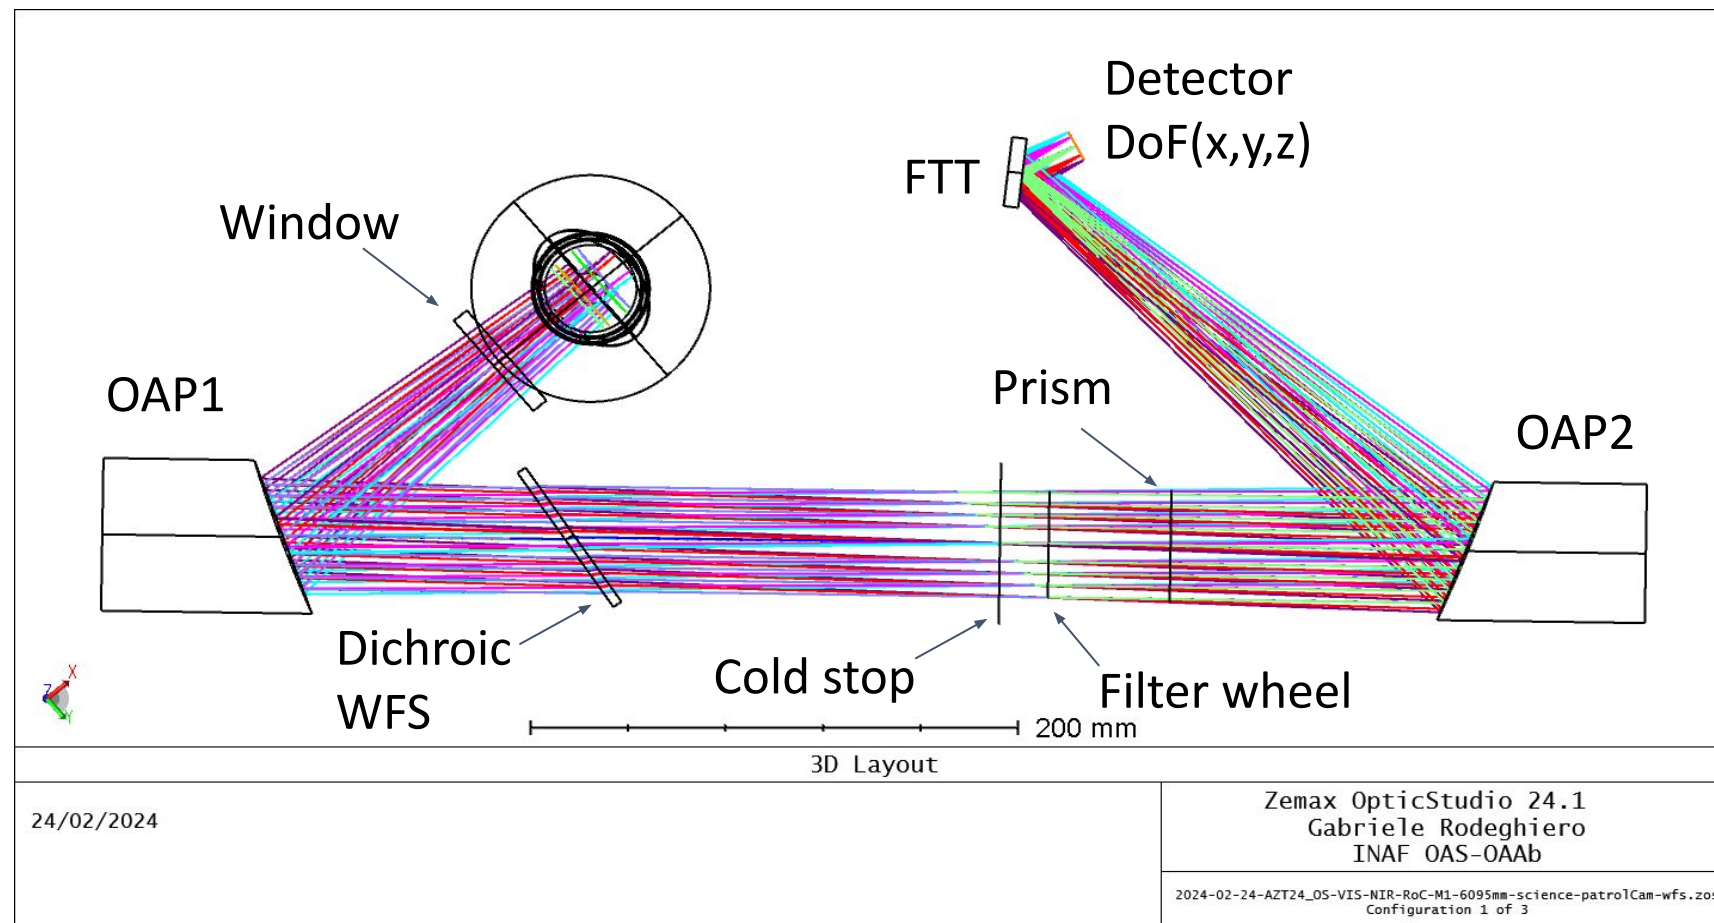 Detector
DoF(x,y,z)
FTT
Window
OAP1
Prism
OAP2
Dichroic
WFS
Cold stop
Filter wheel
X
Z
Y
200 mm
3D Layout
24/02/2024
Zemax OpticStudio 24.1
Gabriele Rodeghiero
INAF OAS-OAAb
2024-02-24-AZT24_OS-VIS-NIR-RoC-M1-6095mm-science-patrolCam-wfs.zos
Configuration 1 of 3